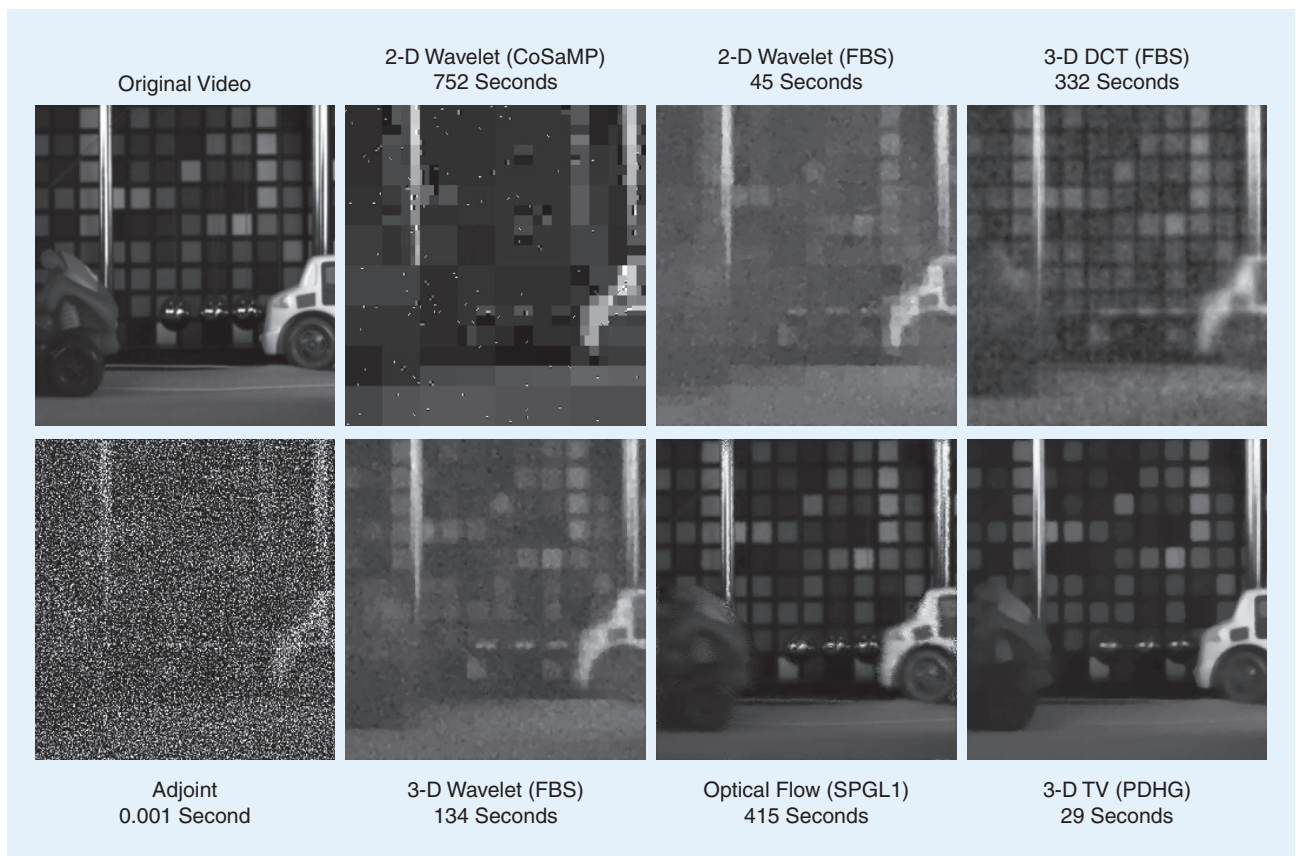 Original Video
2-D Wavelet (CoSaMP)
752 Seconds
2-D Wavelet (FBS)
45 Seconds
3-D DCT (FBS)
332 Seconds
Adjoint
0.001 Second
3-D Wavelet (FBS)
134 Seconds
Optical Flow (SPGL1)
415 Seconds
3-D TV (PDHG)
29 Seconds